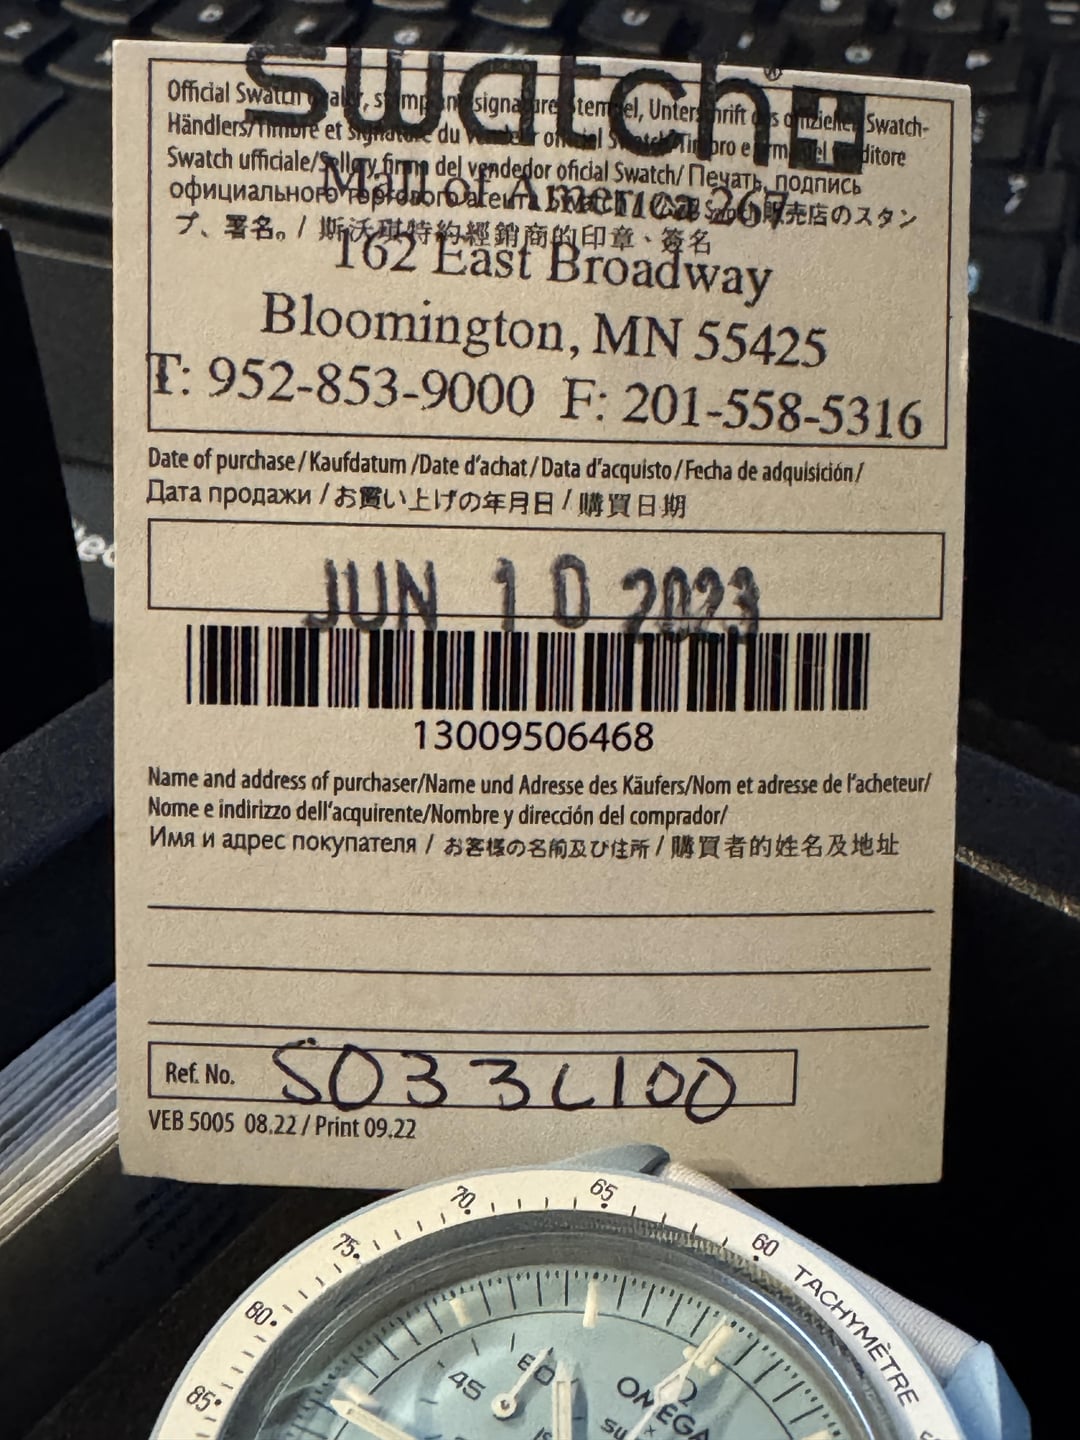 swatch®
Official Swatch dealer, stamp and signature/Stempel, Unterschrift des offiziellen Swatch-
Händlers/Timbre et signature du vendeur officiel Swatch/Timbro e firma del venditore
Swatch ufficiale/Sello y firma del vendedor oficial Swatch/ Печать, подпись
официального торгового агента Swatch / 公認 Swatch 販売店のスタン
プ、署名。/ 斯沃琪特約經銷商的印章、簽名
Mall of America 267
162 East Broadway
Bloomington, MN 55425
T: 952-853-9000 F: 201-558-5316
Date of purchase/Kaufdatum /Date d'achat/Data d'acquisto/Fecha de adquisición/
Дата продажи / お買い上げの年月日 / 購買日期
JUN 10 2023
13009506468
Name and address of purchaser/Name und Adresse des Käufers/Nom et adresse de l'acheteur/
Nome e indirizzo dell'acquirente/Nombre y dirección del comprador/
Имя и адрес покупателя / お客様の名前及び住所 / 購買者的姓名及地址
Ref. No. SO33L100
VEB 5005 08.22 / Print 09.22
85 80 75 70 65 60 TACHYMÈTRE
45 60
Ω
OMEGA
x